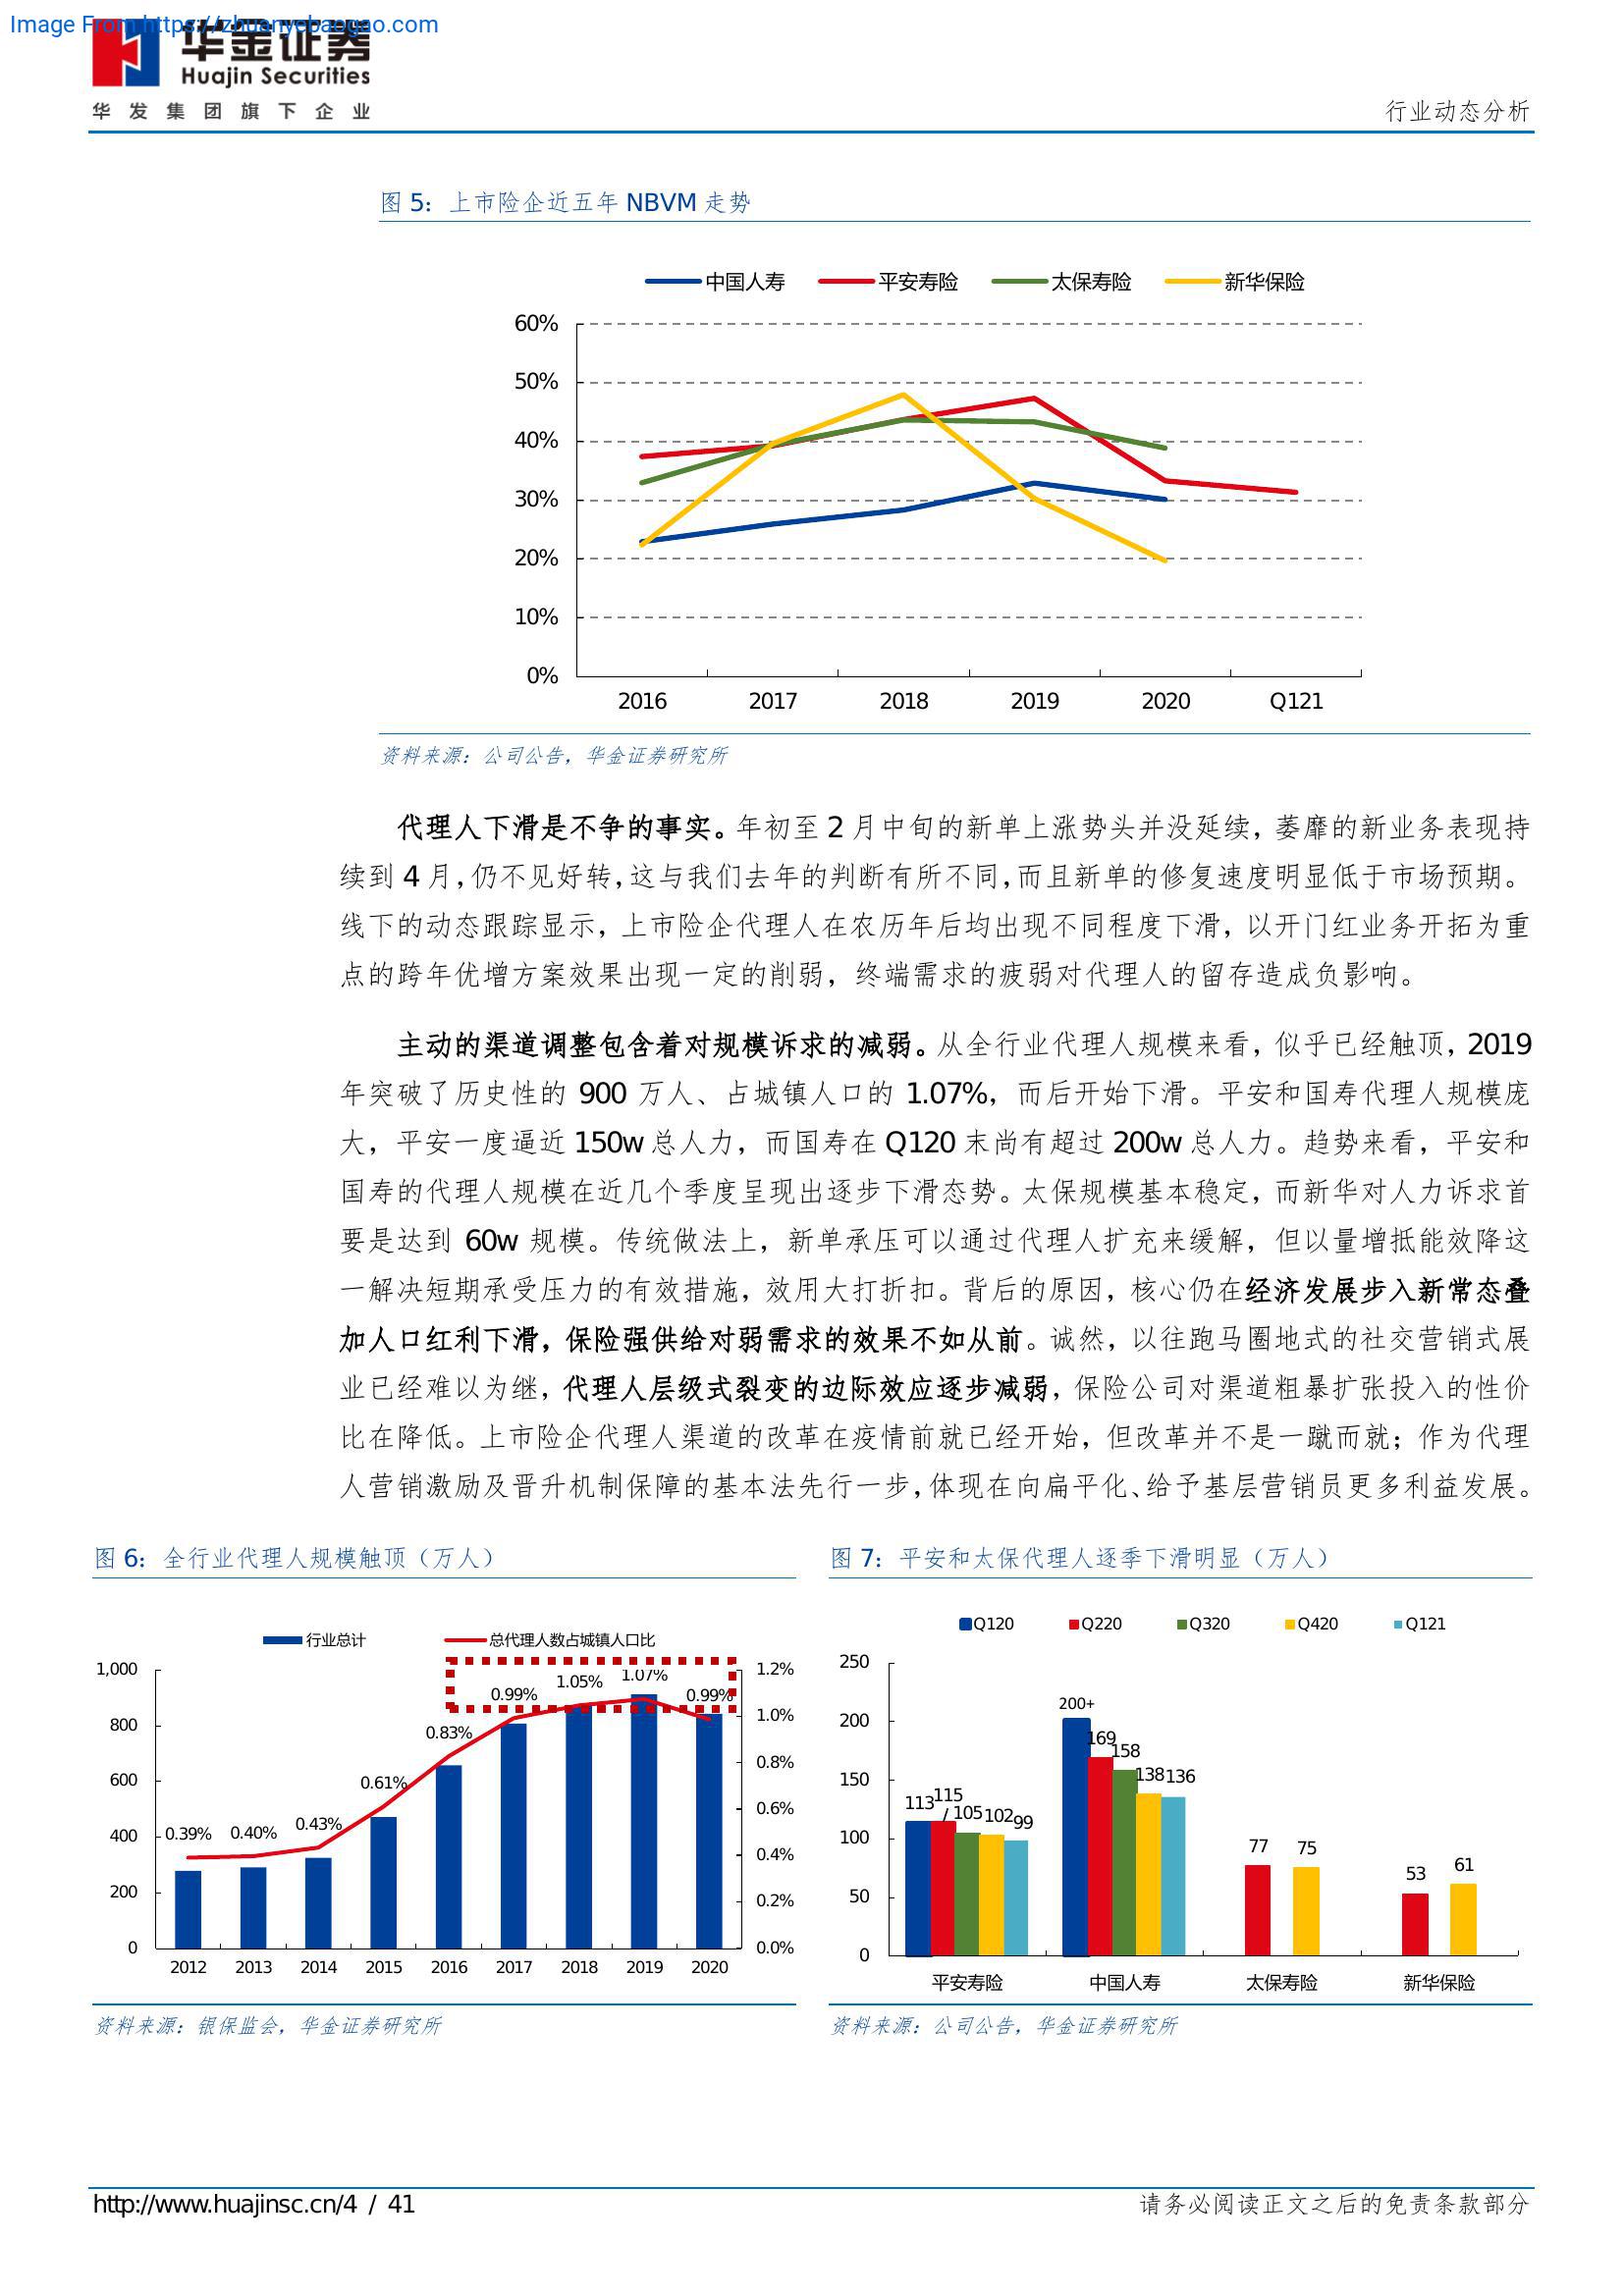 Image From https://zhuanyebaogao.com
华金证券
Huajin Securities
华发集团旗下企业
行业动态分析
图 5：上市险企近五年 NBVM 走势
中国人寿 平安寿险 太保寿险 新华保险
60%
50%
40%
30%
20%
10%
0%
2016 2017 2018 2019 2020 Q121
资料来源：公司公告，华金证券研究所
代理人下滑是不争的事实。年初至 2 月中旬的新单上涨势头并没延续，萎靡的新业务表现持
续到 4 月，仍不见好转，这与我们去年的判断有所不同，而且新单的修复速度明显低于市场预期。
线下的动态跟踪显示，上市险企代理人在农历年后均出现不同程度下滑，以开门红业务开拓为重
点的跨年优增方案效果出现一定的削弱，终端需求的疲弱对代理人的留存造成负影响。
主动的渠道调整包含着对规模诉求的减弱。从全行业代理人规模来看，似乎已经触顶，2019
年突破了历史性的 900 万人、占城镇人口的 1.07%，而后开始下滑。平安和国寿代理人规模庞
大，平安一度逼近 150w 总人力，而国寿在 Q120 末尚有超过 200w 总人力。趋势来看，平安和
国寿的代理人规模在近几个季度呈现出逐步下滑态势。太保规模基本稳定，而新华对人力诉求首
要是达到 60w 规模。传统做法上，新单承压可以通过代理人扩充来缓解，但以量增抵能效降这
一解决短期承受压力的有效措施，效用大打折扣。背后的原因，核心仍在经济发展步入新常态叠
加人口红利下滑，保险强供给对弱需求的效果不如从前。诚然，以往跑马圈地式的社交营销式展
业已经难以为继，代理人层级式裂变的边际效应逐步减弱，保险公司对渠道粗暴扩张投入的性价
比在降低。上市险企代理人渠道的改革在疫情前就已经开始，但改革并不是一蹴而就；作为代理
人营销激励及晋升机制保障的基本法先行一步，体现在向扁平化、给予基层营销员更多利益发展。
图 6：全行业代理人规模触顶（万人）
行业总计 总代理人数占城镇人口比
1,000
800
600
400
200
0
0.39% 0.40% 0.43% 0.61% 0.83% 0.99% 1.05% 1.07% 0.99%
1.2%
1.0%
0.8%
0.6%
0.4%
0.2%
0.0%
2012 2013 2014 2015 2016 2017 2018 2019 2020
资料来源：银保监会，华金证券研究所
图 7：平安和太保代理人逐季下滑明显（万人）
Q120 Q220 Q320 Q420 Q121
250
200
150
100
50
0
113 115 105 102 99
200+ 169 158 138 136
77 75
53 61
平安寿险 中国人寿 太保寿险 新华保险
资料来源：公司公告，华金证券研究所
http://www.huajinsc.cn/4 / 41
请务必阅读正文之后的免责条款部分